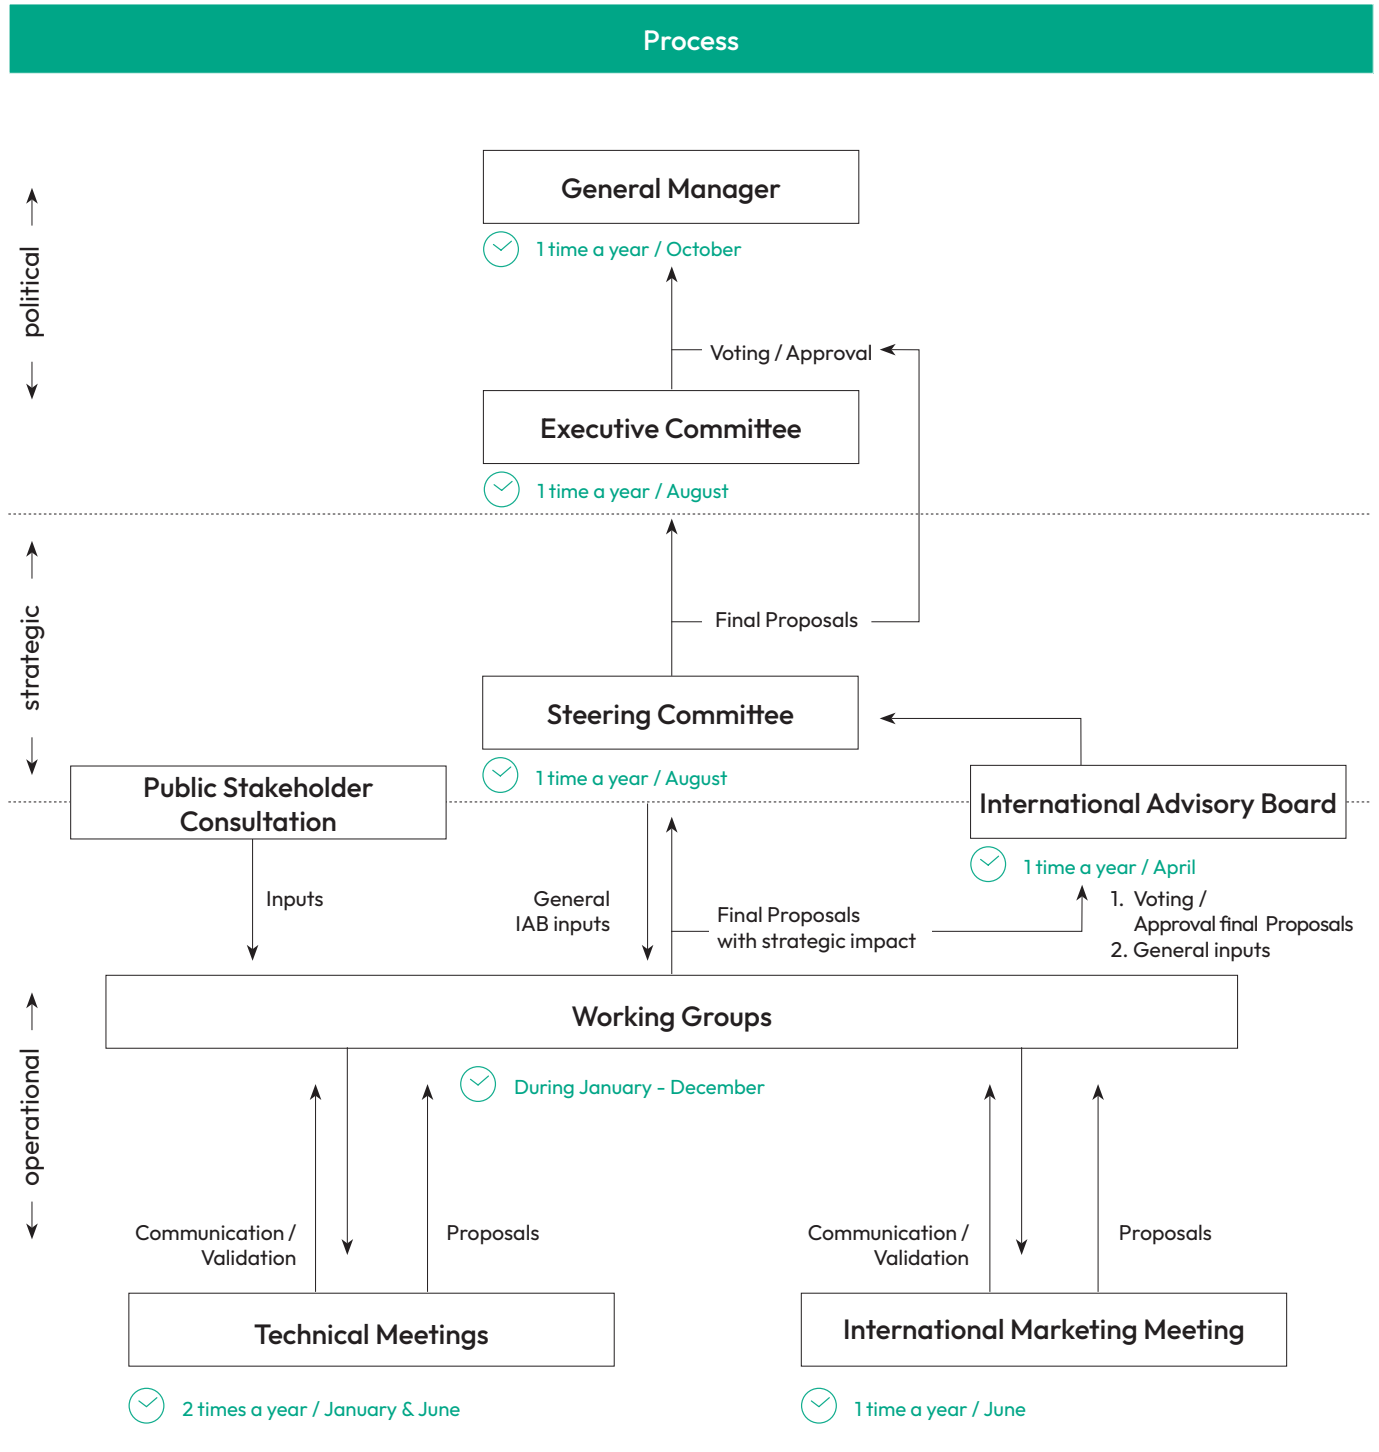 Process
General Manager
1 time a year / October
political
Voting / Approval
Executive Committee
1 time a year / August
strategic
Final Proposals
Steering Committee
1 time a year / August
Public Stakeholder
Consultation
International Advisory Board
1 time a year / April
Inputs
General
IAB inputs
Final Proposals
with strategic impact
1. Voting /
Approval final Proposals
2. General inputs
Working Groups
operational
During January - December
Communication /
Validation
Proposals
Communication /
Validation
Proposals
Technical Meetings
International Marketing Meeting
2 times a year / January & June
1 time a year / June